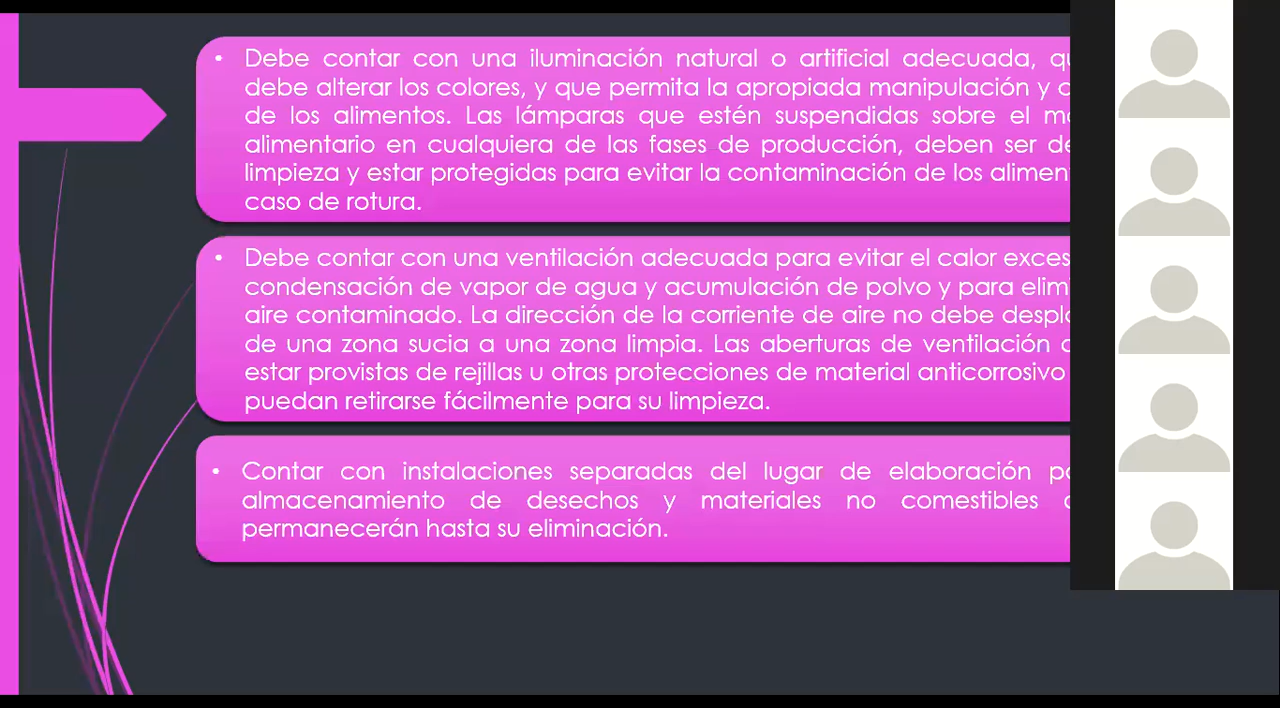 • Debe contar con una iluminación natural o artificial adecuada,
debe alterar los colores, y que permita la apropiada manipulación y
de los alimentos. Las lámparas que estén suspendidas sobre el
alimentario en cualquiera de las fases de producción, deben ser
limpieza y estar protegidas para evitar la contaminación de los
caso de rotura.
• Debe contar con una ventilación adecuada para evitar el calor
condensación de vapor de agua y acumulación de polvo y para
aire contaminado. La dirección de la corriente de aire no debe
de una zona sucia a una zona limpia. Las aberturas de ventilación
estar provistas de rejillas u otras protecciones de material anticorrosivo
puedan retirarse fácilmente para su limpieza.
• Contar con instalaciones separadas del lugar de elaboración
almacenamiento de desechos y materiales no comestibles
permanecerán hasta su eliminación.